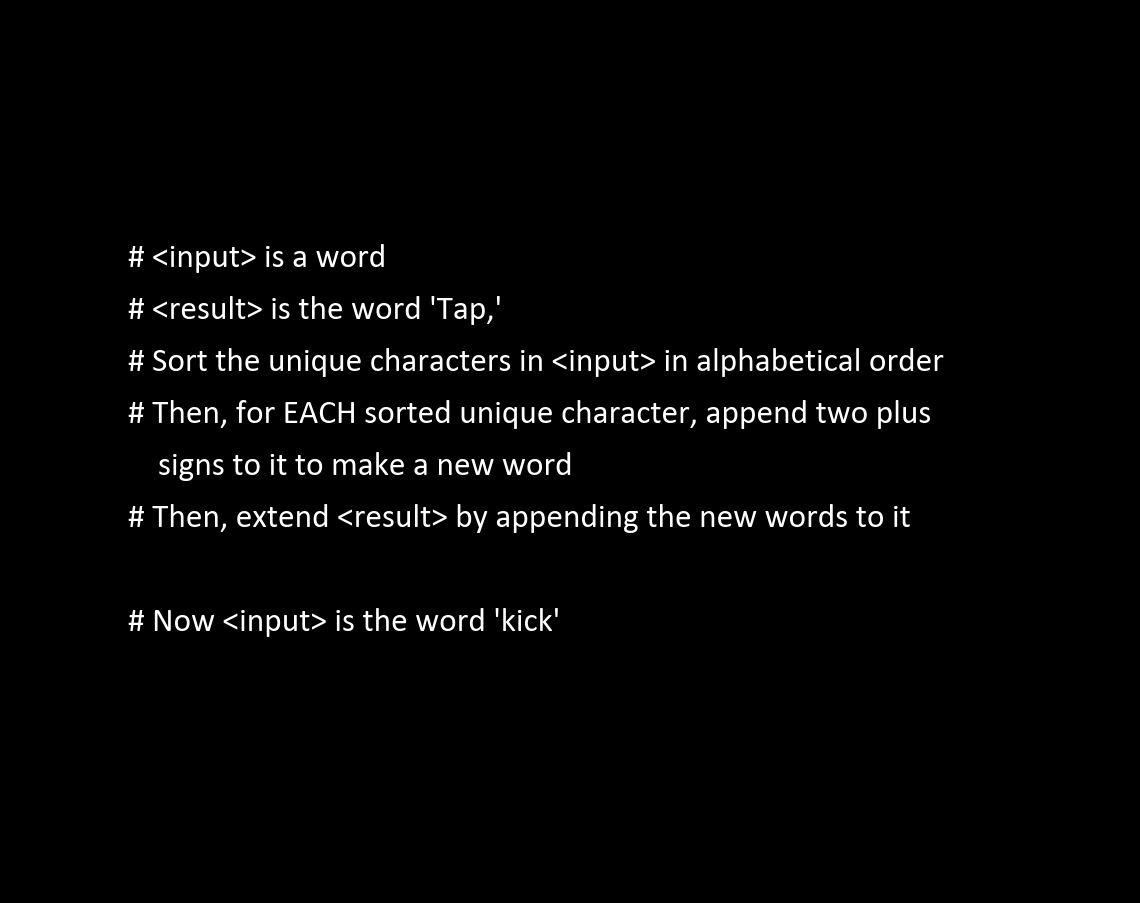 # <input> is a word
# <result> is the word 'Tap,'
# Sort the unique characters in <input> in alphabetical order
# Then, for EACH sorted unique character, append two plus
signs to it to make a new word
# Then, extend <result> by appending the new words to it
# Now <input> is the word 'kick'